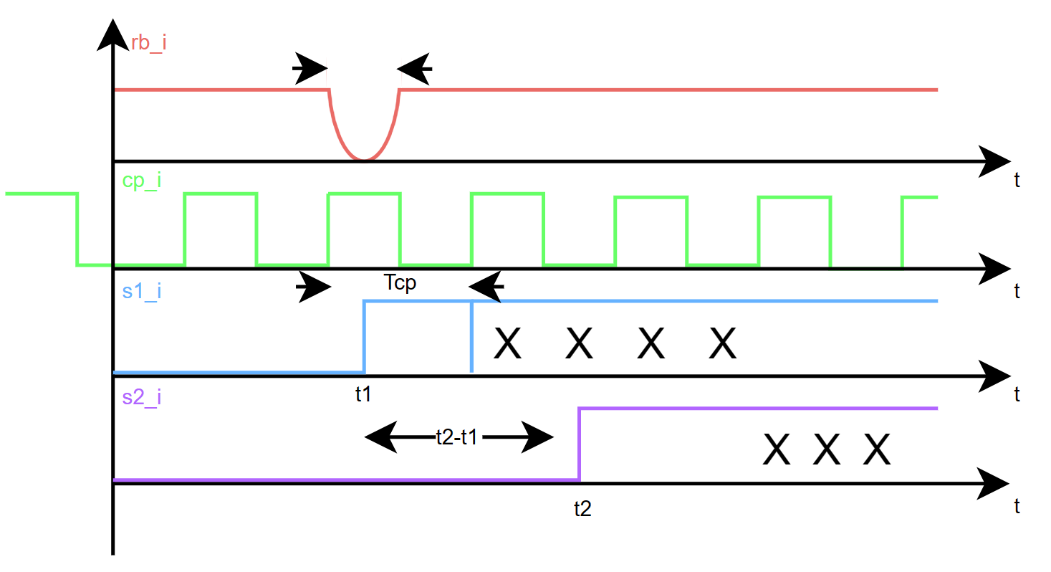 rb_i
cp_i
t
Tcp
s1_i
t
X X X X
t1
s2_i
t
t2-t1
X X X
t2
t